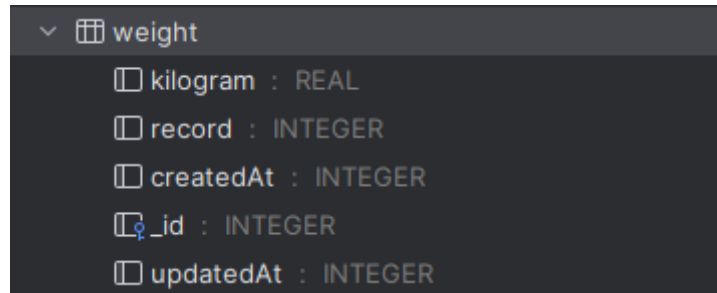 weight
kilogram : REAL
record : INTEGER
createdAt : INTEGER
_id : INTEGER
updatedAt : INTEGER